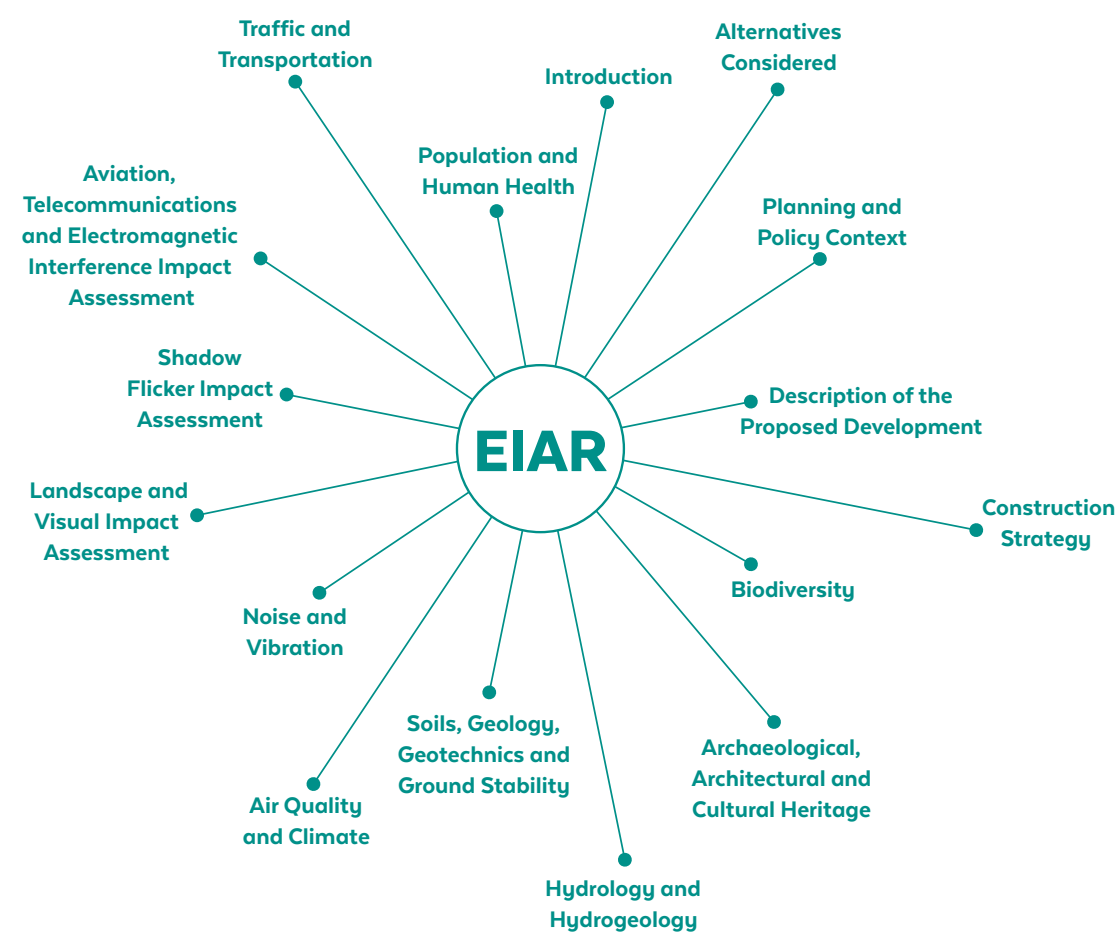 Traffic and
Transportation
Alternatives
Considered
Introduction
Population and
Human Health
Aviation,
Telecommunications
and Electromagnetic
Interference Impact
Assessment
Planning and
Policy Context
Shadow
Flicker Impact
Assessment
Description of the
Proposed Development
EIAR
Landscape and
Visual Impact
Assessment
Construction
Strategy
Biodiversity
Noise and
Vibration
Soils, Geology,
Geotechnics and
Ground Stability
Archaeological,
Architectural and
Cultural Heritage
Air Quality
and Climate
Hydrology and
Hydrogeology